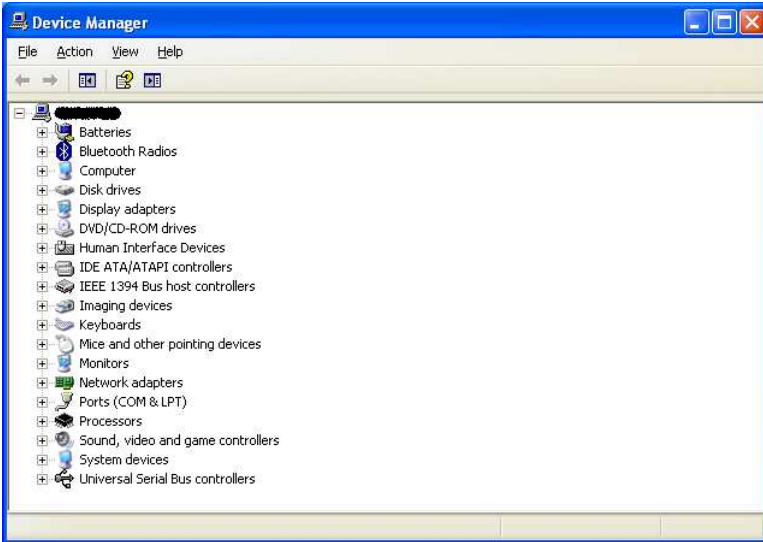 Device Manager
File Action View Help
Batteries
Bluetooth Radios
Computer
Disk drives
Display adapters
DVD/CD-ROM drives
Human Interface Devices
IDE ATA/ATAPI controllers
IEEE 1394 Bus host controllers
Imaging devices
Keyboards
Mice and other pointing devices
Monitors
Network adapters
Ports (COM & LPT)
Processors
Sound, video and game controllers
System devices
Universal Serial Bus controllers